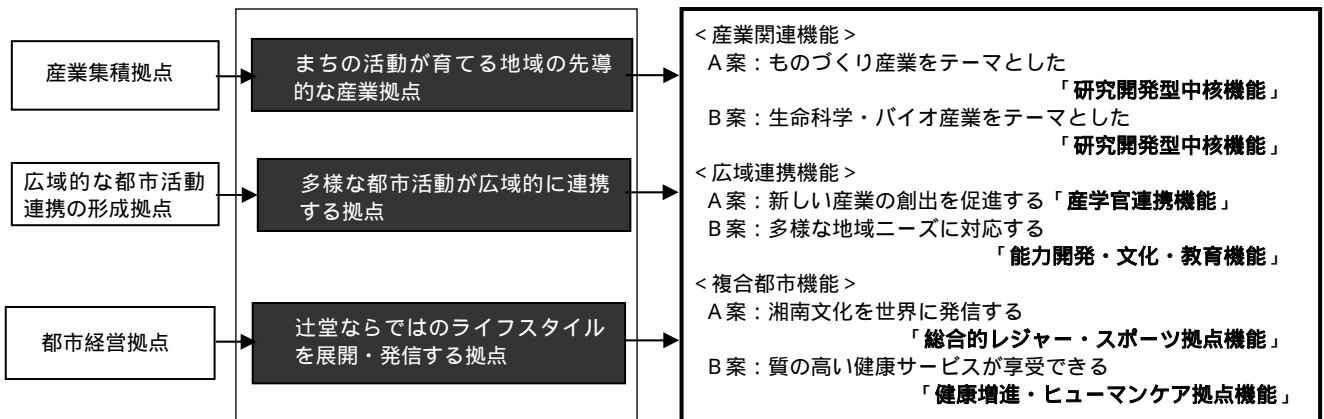 産業集積拠点
まちの活動が育てる地域の先導
的な産業拠点
広域的な都市活動
連携の形成拠点
多様な都市活動が広域的に連携
する拠点
都市経営拠点
辻堂ならではのライフスタイル
を展開・発信する拠点
<産業関連機能>
A案：ものづくり産業をテーマとした
「研究開発型中核機能」
B案：生命科学・バイオ産業をテーマとした
「研究開発型中核機能」
<広域連携機能>
A案：新しい産業の創出を促進する「産学官連携機能」
B案：多様な地域ニーズに対応する
「能力開発・文化・教育機能」
<複合都市機能>
A案：湘南文化を世界に発信する
「総合的レジャー・スポーツ拠点機能」
B案：質の高い健康サービスが享受できる
「健康増進・ヒューマンケア拠点機能」